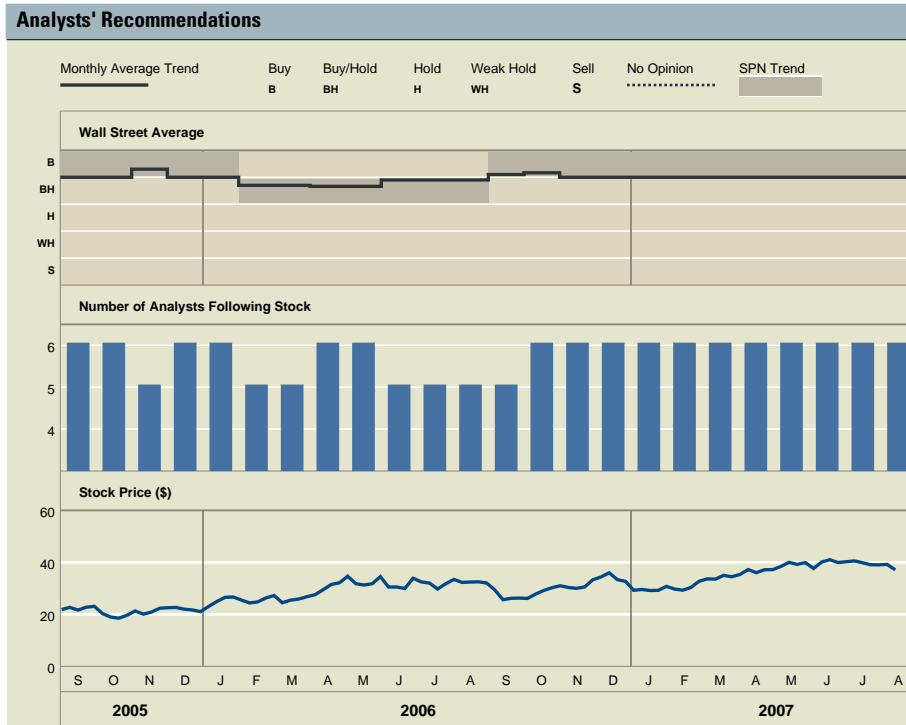 Analysts' Recommendations
Monthly Average Trend Buy Buy/Hold Hold Weak Hold Sell No Opinion SPN Trend
B BH H WH S
Wall Street Average
B
BH
H
WH
S
Number of Analysts Following Stock
6
5
4
Stock Price ($)
60
40
20
0
S O N D J F M A M J J A S O N D J F M A M J J A
2005 2006 2007